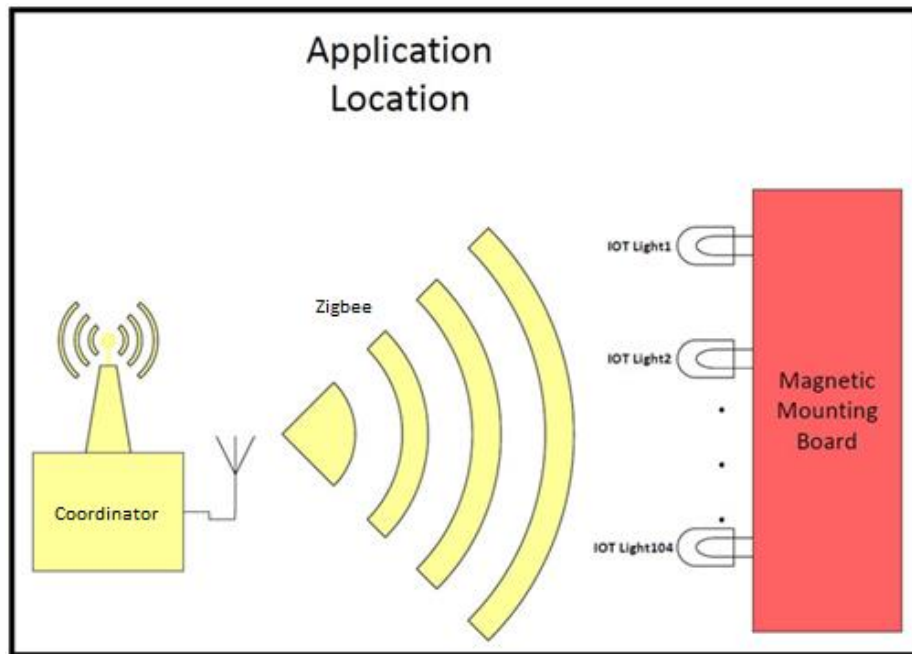 Application
Location
IOT Light1
Zigbee
IOT Light2
Magnetic
Mounting
Board
Coordinator
IOT Light104